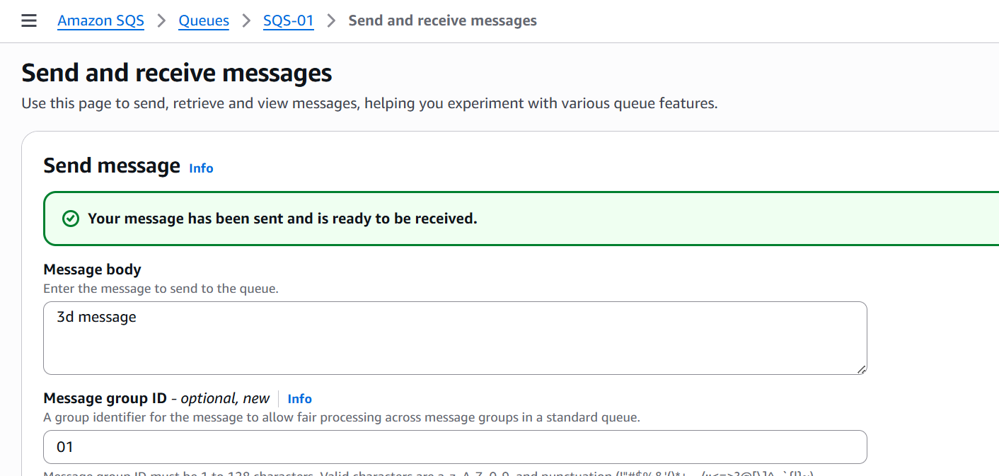 Amazon SQS > Queues > SQS-01 > Send and receive messages
Send and receive messages
Use this page to send, retrieve and view messages, helping you experiment with various queue features.
Send message Info
Your message has been sent and is ready to be received.
Message body
Enter the message to send to the queue.
3d message
Message group ID - optional, new Info
A group identifier for the message to allow fair processing across message groups in a standard queue.
01
Message group ID must be 1 to 128 characters. Valid characters are a-z, A-Z, 0-9, and punctuation